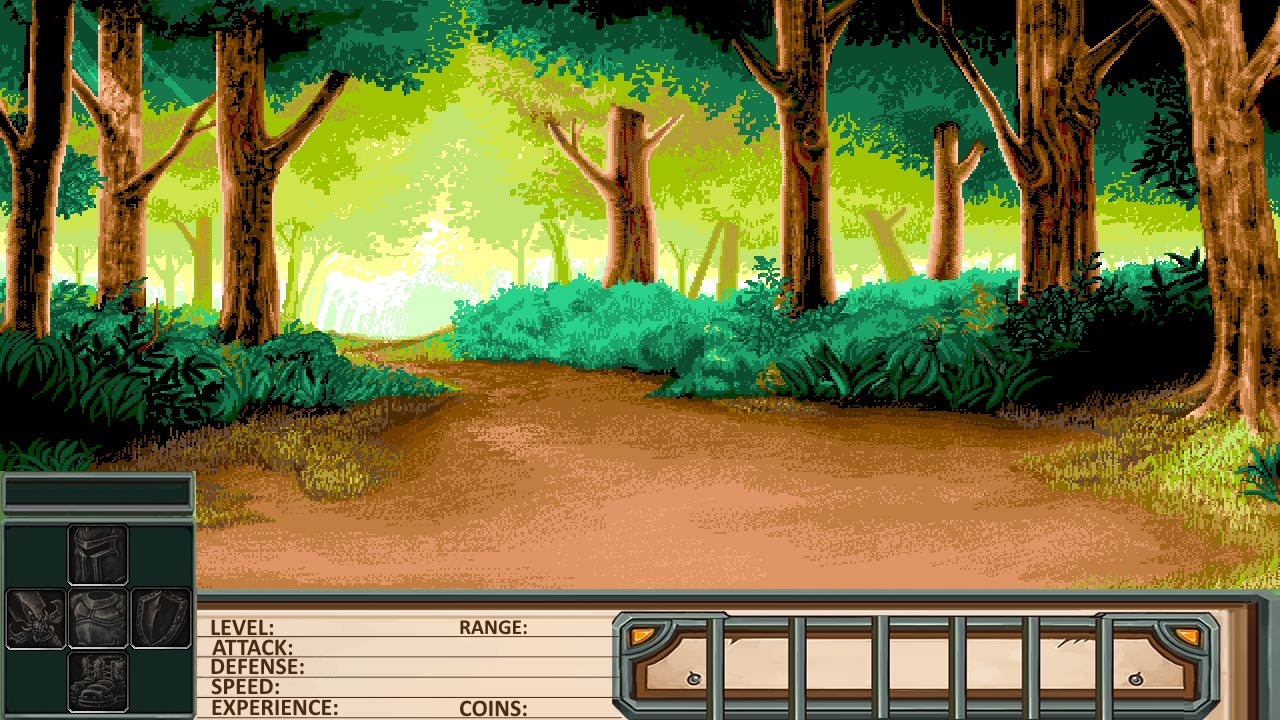 LEVEL: RANGE:
ATTACK:
DEFENSE:
SPEED:
EXPERIENCE: COINS: